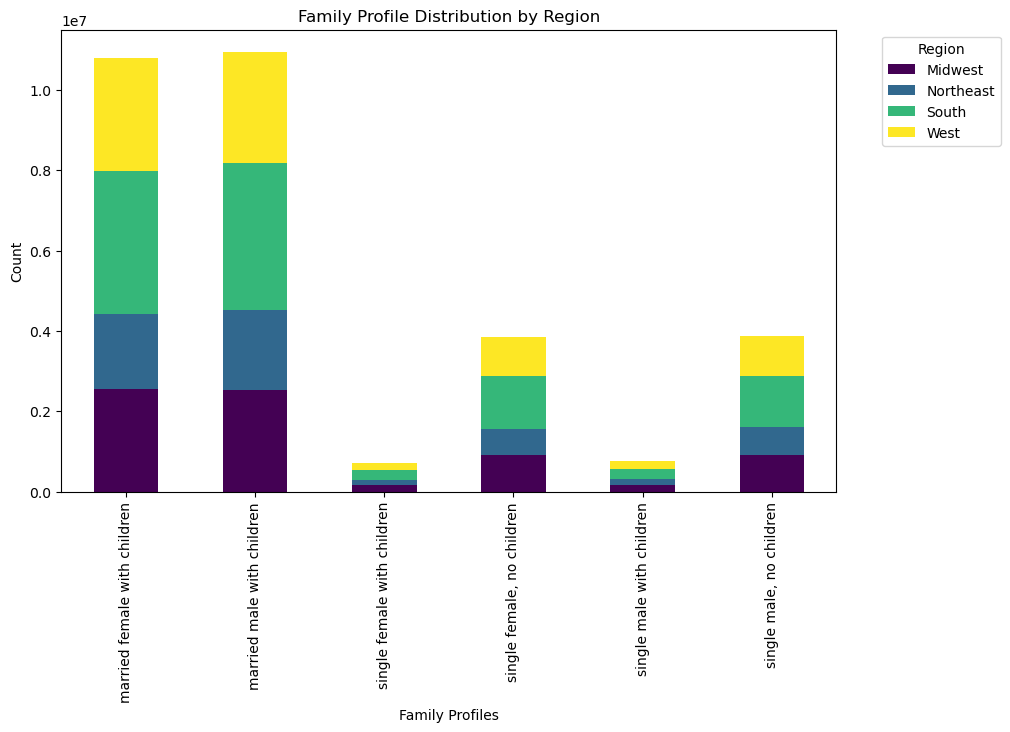 Family Profile Distribution by Region
1e7
Region
Midwest
Northeast
South
West
1.0
0.8
0.6
0.4
0.2
0.0
Count
married female with children
married male with children
single female with children
single female, no children
single male with children
single male, no children
Family Profiles